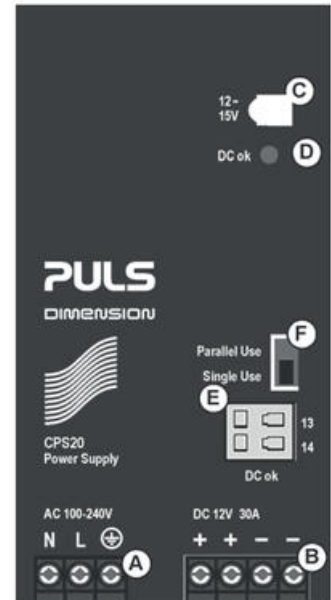 C
12-
15V
DC ok
D
PULS
DIMENSION
F
Parallel Use
Single Use
E
13
14
CPS20
Power Supply
DC ok
AC 100-240V
DC 12V 30A
N L
+ + − −
A
B